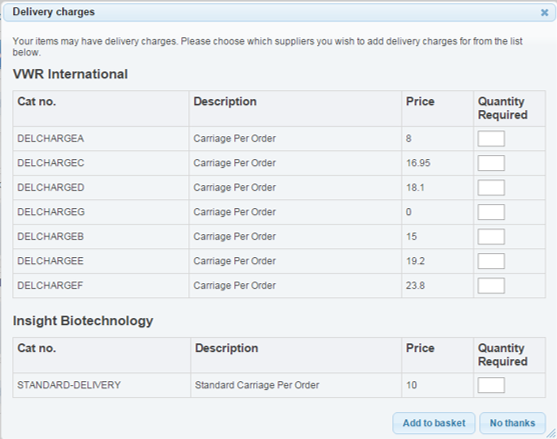 Delivery charges
Your items may have delivery charges. Please choose which suppliers you wish to add delivery charges for from the list
below.
VWR International
Cat no. Description Price Quantity
Required
DELCHARGEA Carriage Per Order 8
DELCHARGEC Carriage Per Order 16.95
DELCHARGED Carriage Per Order 18.1
DELCHARGEG Carriage Per Order 0
DELCHARGEB Carriage Per Order 15
DELCHARGEE Carriage Per Order 19.2
DELCHARGEF Carriage Per Order 23.8
Insight Biotechnology
Cat no. Description Price Quantity
Required
STANDARD-DELIVERY Standard Carriage Per Order 10
Add to basket No thanks